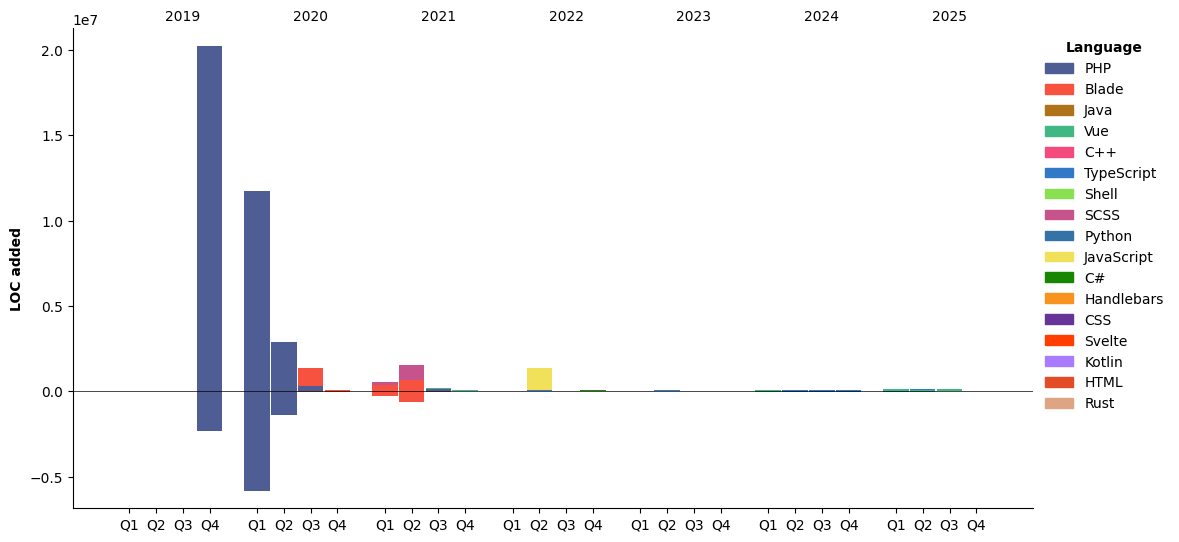 1e7
2019 2020 2021 2022 2023 2024 2025
2.0
1.5
1.0
0.5
0.0
−0.5
LOC added
Q1 Q2 Q3 Q4 Q1 Q2 Q3 Q4 Q1 Q2 Q3 Q4 Q1 Q2 Q3 Q4 Q1 Q2 Q3 Q4 Q1 Q2 Q3 Q4 Q1 Q2 Q3 Q4
Language
PHP
Blade
Java
Vue
C++
TypeScript
Shell
SCSS
Python
JavaScript
C#
Handlebars
CSS
Svelte
Kotlin
HTML
Rust